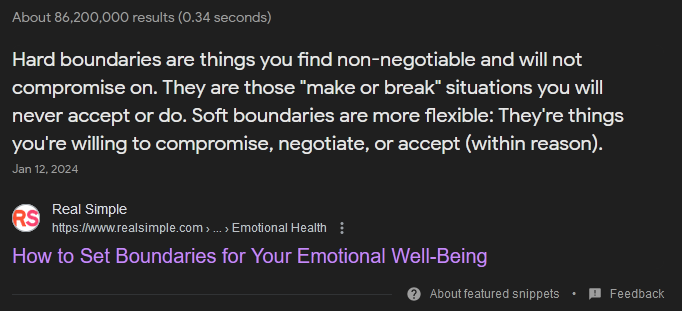 About 86,200,000 results (0.34 seconds)
Hard boundaries are things you find non-negotiable and will not
compromise on. They are those "make or break" situations you will
never accept or do. Soft boundaries are more flexible: They're things
you're willing to compromise, negotiate, or accept (within reason).
Jan 12, 2024
RS
Real Simple
https://www.realsimple.com › ... › Emotional Health
How to Set Boundaries for Your Emotional Well-Being
About featured snippets • Feedback